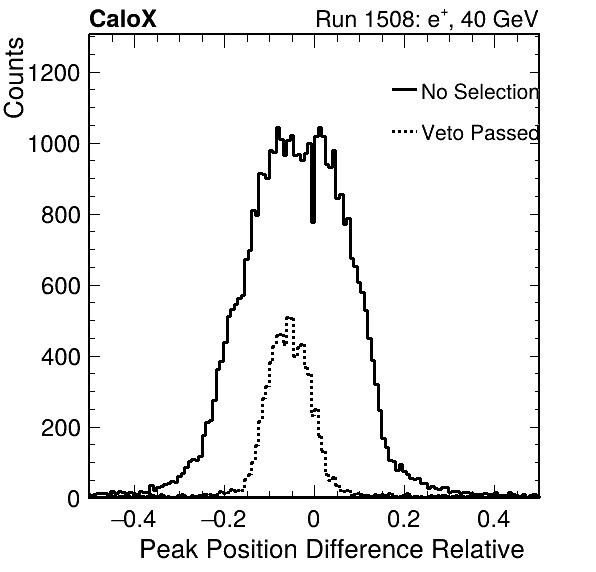 CaloX Run 1508: e⁺, 40 GeV
Counts
No Selection
Veto Passed
1200
1000
800
600
400
200
0
−0.4 −0.2 0 0.2 0.4
Peak Position Difference Relative